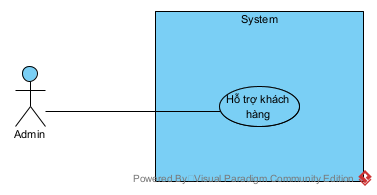 System
Hỗ trợ khách
hàng
Admin
Powered By: Visual Paradigm Community Edition